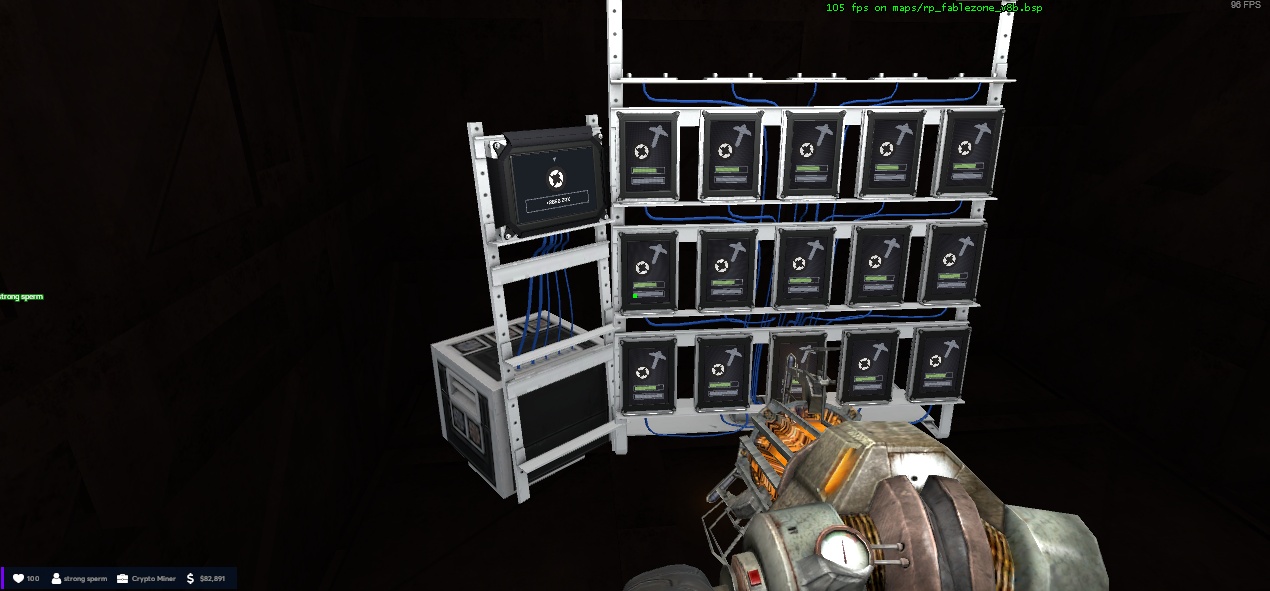 105 fps on maps/rp_fablezone_v8b.bsp
96 FPS
strong sperm
100 strong sperm Crypto Miner $ $82,891